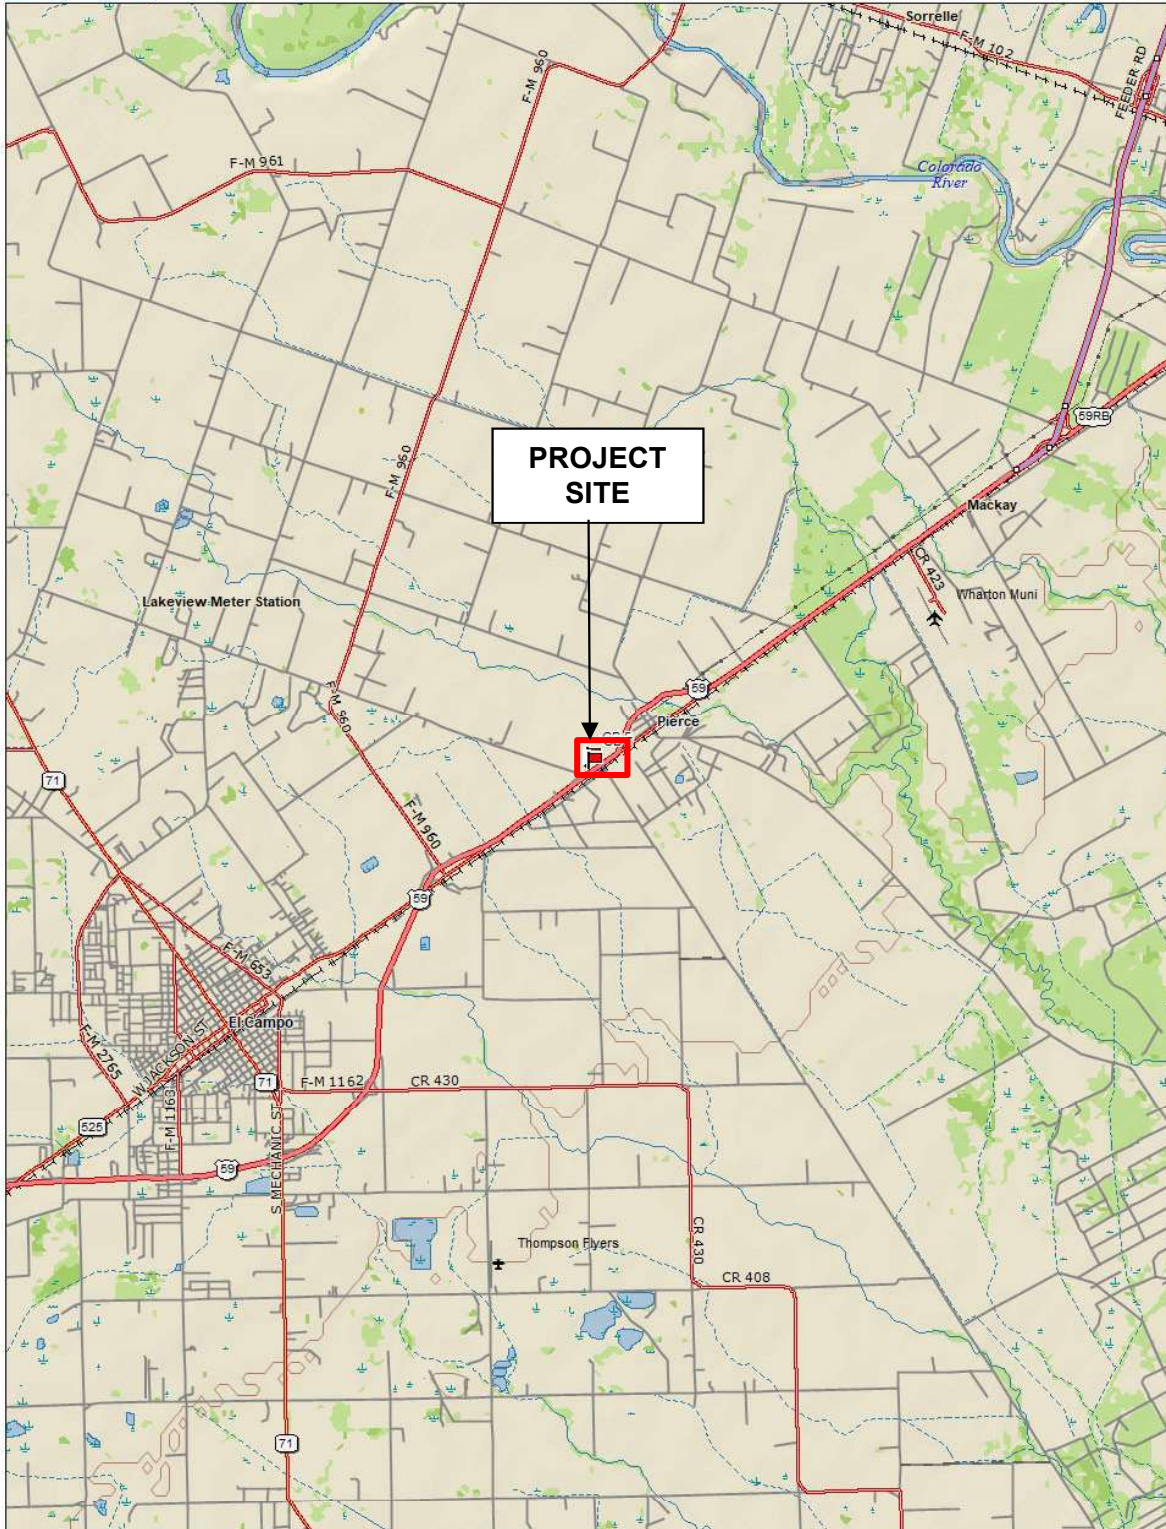 Sorrelle
F-M 102
FEEDER RD
F-M 960
F-M 961
Colorado
River
59RB
PROJECT
SITE
F-M 960
Mackay
CR 423
Wharton Muni
Lakeview Meter Station
59
F-M 960
Pierce
71
F-M 960
59
F-M 653
El Campo
F-M 2765
W JACKSON ST
71
F-M 1162
CR 430
525
F-M 1163
59
S MECHANIC ST
Thompson Flyers
CR 430
CR 408
71